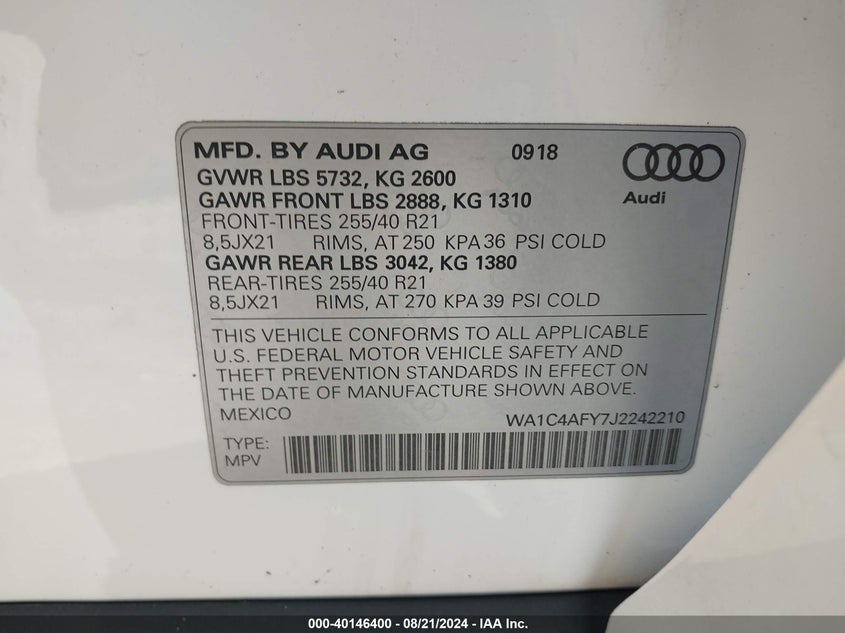 MFD. BY AUDI AG 0918
GVWR LBS 5732, KG 2600
GAWR FRONT LBS 2888, KG 1310
Audi
FRONT-TIRES 255/40 R21
8,5JX21 RIMS, AT 250 KPA 36 PSI COLD
GAWR REAR LBS 3042, KG 1380
REAR-TIRES 255/40 R21
8,5JX21 RIMS, AT 270 KPA 39 PSI COLD
THIS VEHICLE CONFORMS TO ALL APPLICABLE
U.S. FEDERAL MOTOR VEHICLE SAFETY AND
THEFT PREVENTION STANDARDS IN EFFECT ON
THE DATE OF MANUFACTURE SHOWN ABOVE.
MEXICO WA1C4AFY7J2242210
TYPE:
MPV
000-40146400 - 08/21/2024 - IAA Inc.